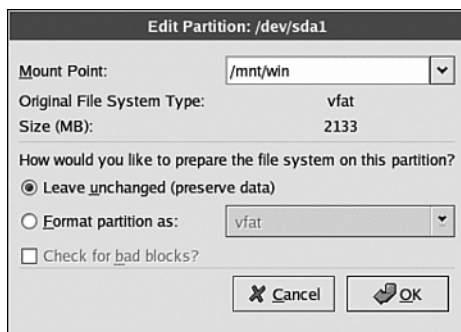 Edit Partition: /dev/sda1
Mount Point: /mnt/win
Original File System Type: vfat
Size (MB): 2133
How would you like to prepare the file system on this partition?
Leave unchanged (preserve data)
Format partition as: vfat
Check for bad blocks?
Cancel OK